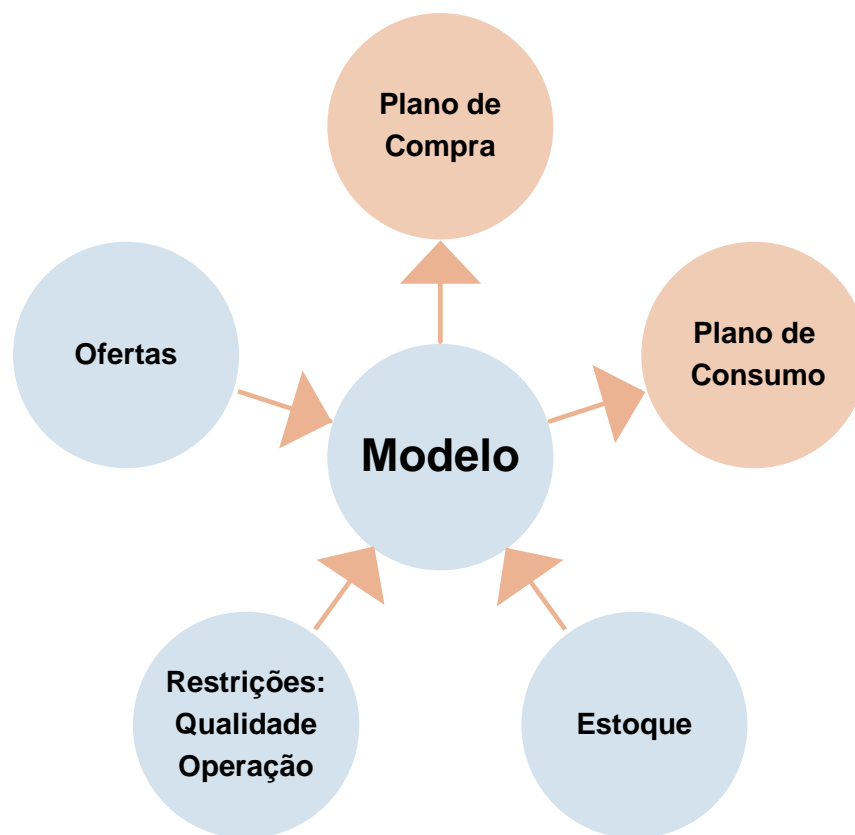 Plano de
Compra
Ofertas
Plano de
Consumo
Modelo
Restrições:
Qualidade
Operação
Estoque